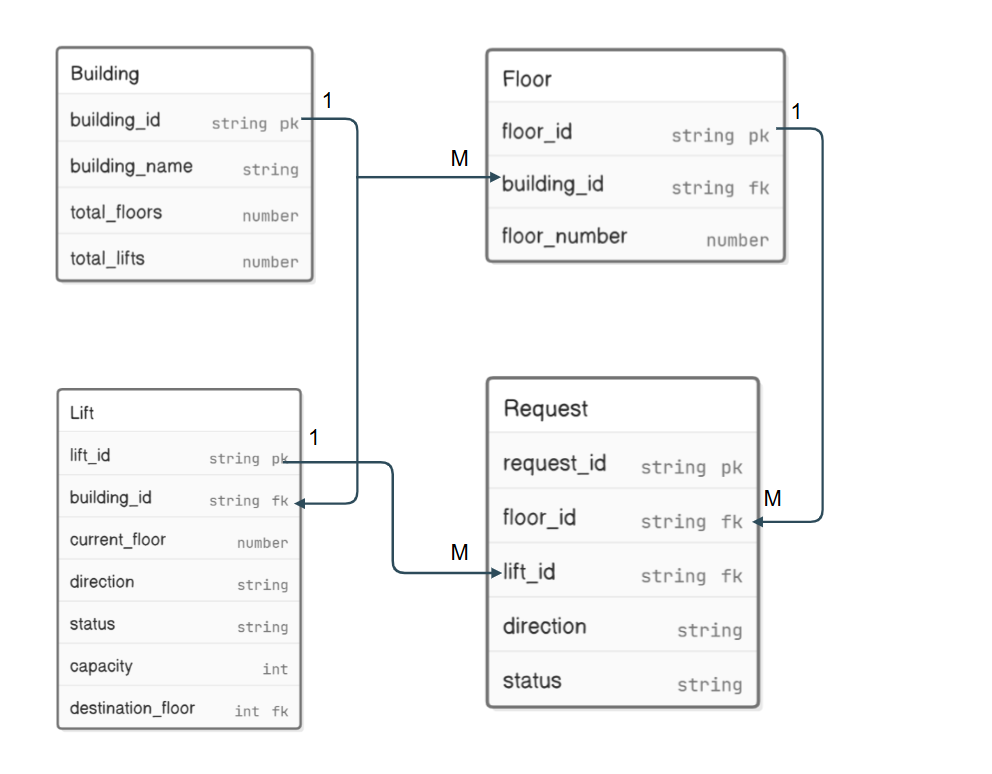 Building
building_id string pk
building_name string
total_floors number
total_lifts number
1
M
Floor
floor_id string pk
building_id string fk
floor_number number
1
Lift
lift_id string pk
building_id string fk
current_floor number
direction string
status string
capacity int
destination_floor int fk
1
M
Request
request_id string pk
floor_id string fk
lift_id string fk
direction string
status string
M